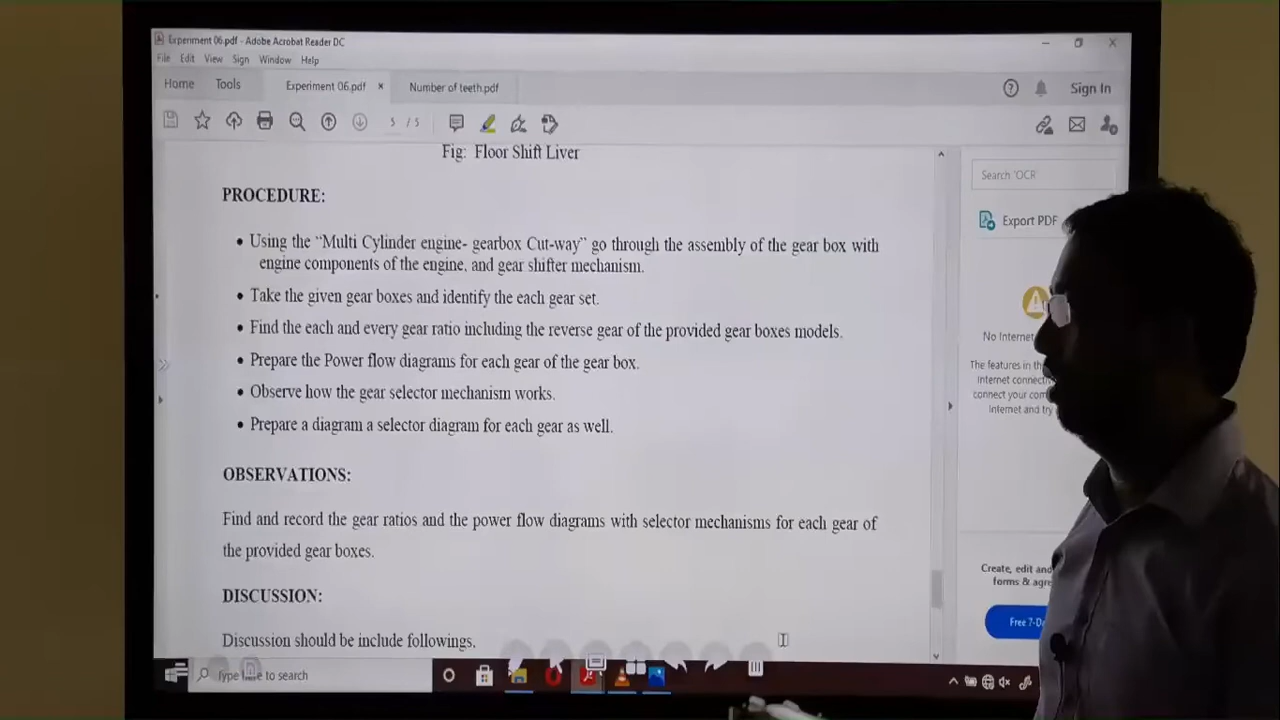 Experiment 06.pdf - Adobe Acrobat Reader DC
File Edit View Sign Window Help
Home Tools Experiment 06.pdf × Number of teeth.pdf
Sign In
5 / 5
Fig: Floor Shift Liver
Search 'OCR'
PROCEDURE:
Export PDF
• Using the “Multi Cylinder engine- gearbox Cut-way” go through the assembly of the gear box with
engine components of the engine, and gear shifter mechanism.
• Take the given gear boxes and identify the each gear set.
• Find the each and every gear ratio including the reverse gear of the provided gear boxes models.
• Prepare the Power flow diagrams for each gear of the gear box.
• Observe how the gear selector mechanism works.
• Prepare a diagram a selector diagram for each gear as well.
No Internet
The features in
Internet
connect your
Internet and try
OBSERVATIONS:
Find and record the gear ratios and the power flow diagrams with selector mechanisms for each gear of
the provided gear boxes.
DISCUSSION:
Discussion should be include followings.
Create, edit and
forms &
Free
Type here to search